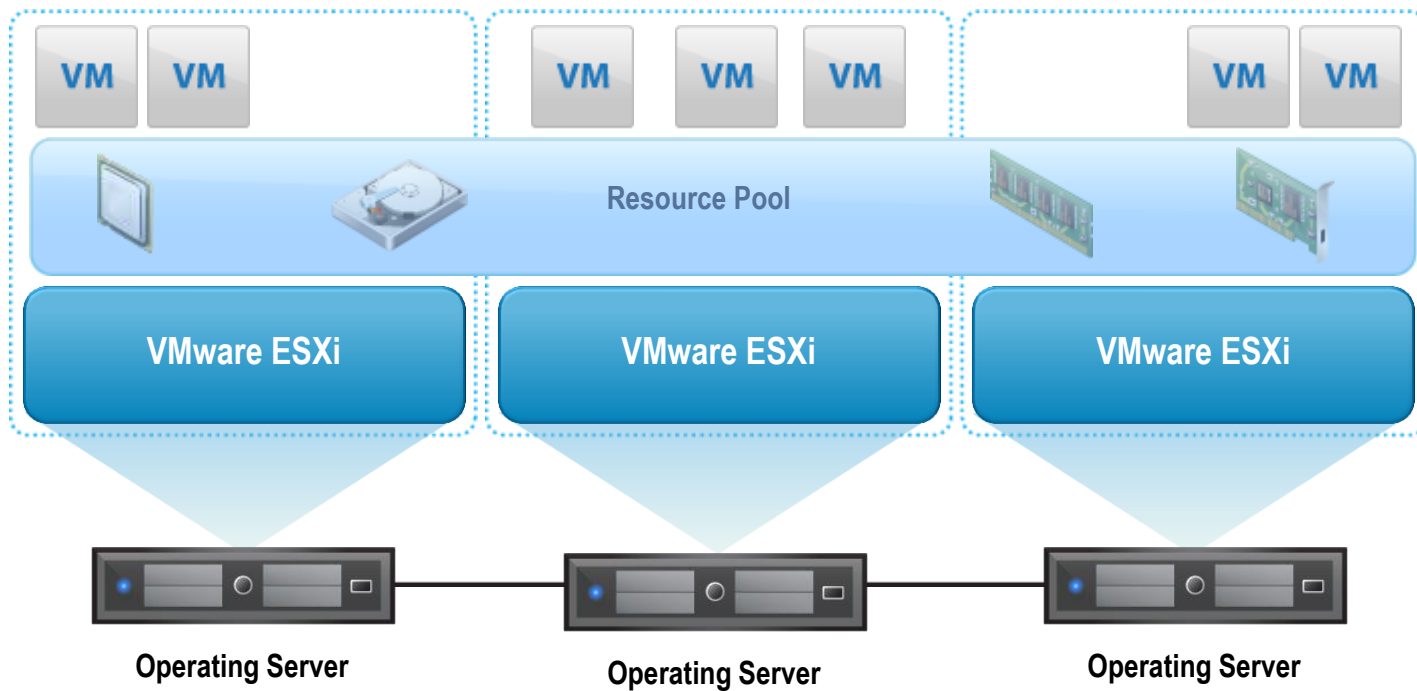 VM
VM
VM
VM
VM
VM
VM
Resource Pool
VMware ESXi
VMware ESXi
VMware ESXi
Operating Server
Operating Server
Operating Server